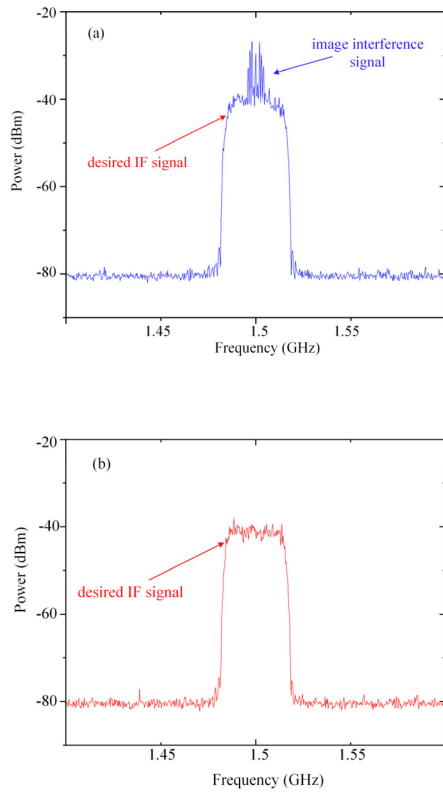 (a)
image interference
signal
desired IF signal
Power (dBm)
-20
-40
-60
-80
1.45
1.5
1.55
Frequency (GHz)
(b)
desired IF signal
Power (dBm)
-20
-40
-60
-80
1.45
1.5
1.55
Frequency (GHz)